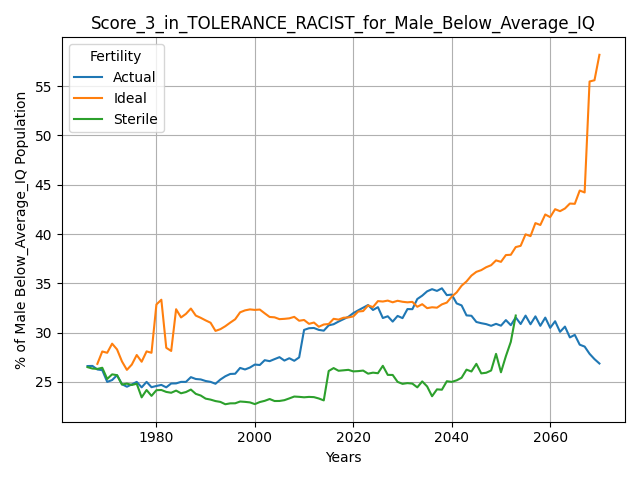 Score_3_in_TOLERANCE_RACIST_for_Male_Below_Average_IQ
Fertility
Actual
Ideal
Sterile
% of Male Below_Average_IQ Population
55
50
45
40
35
30
25
1980
2000
2020
2040
2060
Years